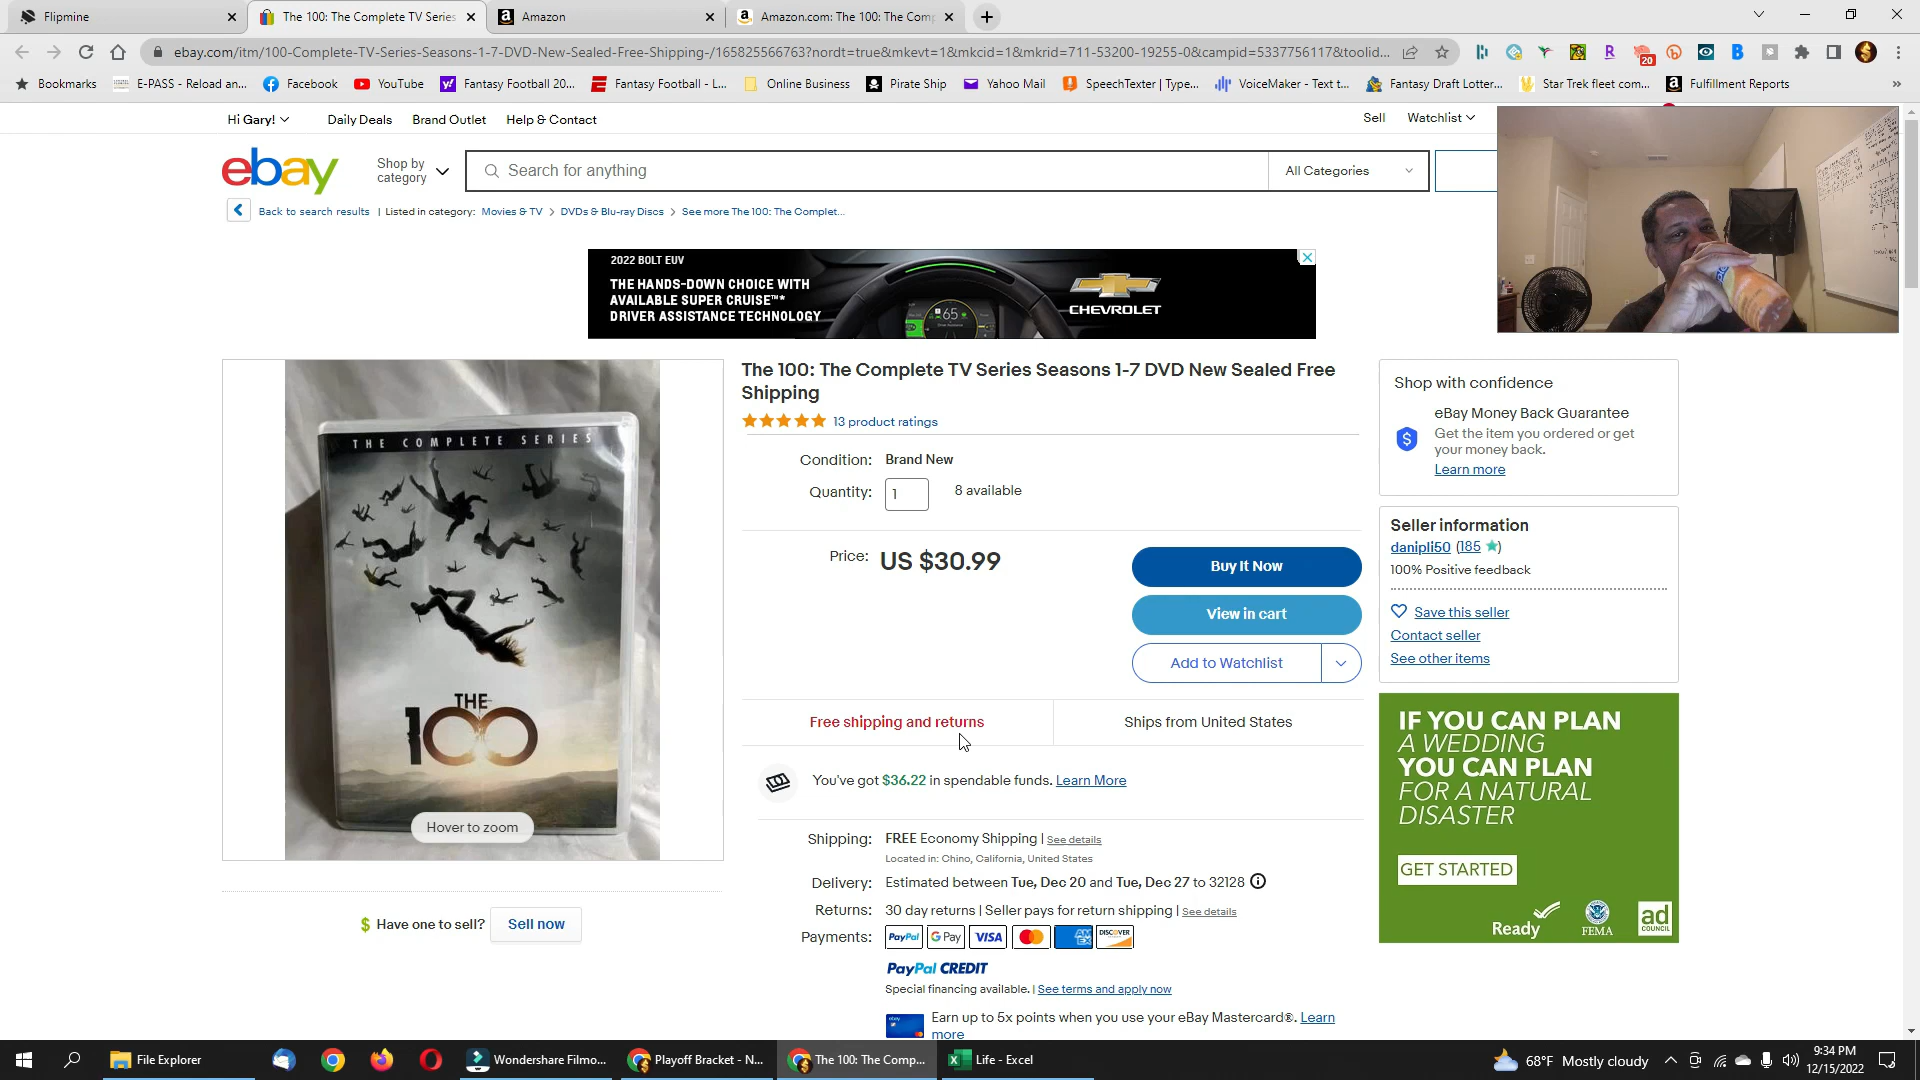 Flipmine
The 100: The Complete TV Series
Amazon
Amazon.com: The 100: The Comp
ebay.com/itm/100-Complete-TV-Series-Seasons-1-7-DVD-New-Sealed-Free-Shipping-/165825566763?nordt=true&mkevt=1&mkcid=1&mkrid=711-53200-19255-0&campid=5337756117&toolid...
20
Bookmarks
E-PASS - Reload an...
Facebook
YouTube
Fantasy Football 20...
Fantasy Football - L...
Online Business
Pirate Ship
Yahoo Mail
SpeechTexter | Type...
VoiceMaker - Text t...
Fantasy Draft Lotter...
Star Trek fleet com...
Fulfillment Reports
Hi Gary!
Daily Deals
Brand Outlet
Help & Contact
Sell
Watchlist
ebay
Shop by
category
Search for anything
All Categories
Back to search results | Listed in category: Movies & TV > DVDs & Blu-ray Discs > See more The 100: The Complet...
2022 BOLT EUV
THE HANDS-DOWN CHOICE WITH
AVAILABLE SUPER CRUISE™*
DRIVER ASSISTANCE TECHNOLOGY
65
CHEVROLET
THE COMPLETE SERIES
THE
100
Hover to zoom
$ Have one to sell? Sell now
The 100: The Complete TV Series Seasons 1-7 DVD New Sealed Free
Shipping
13 product ratings
Condition: Brand New
Quantity: 1 8 available
Price: US $30.99
Buy It Now
View in cart
Add to Watchlist
Free shipping and returns
Ships from United States
You've got $36.22 in spendable funds. Learn More
Shipping: FREE Economy Shipping | See details
Located in: Chino, California, United States
Delivery: Estimated between Tue, Dec 20 and Tue, Dec 27 to 32128
Returns: 30 day returns | Seller pays for return shipping | See details
Payments: PayPal G Pay VISA AMEX DISCOVER
PayPal CREDIT
Special financing available. | See terms and apply now
Earn up to 5x points when you use your eBay Mastercard®. Learn
more
Shop with confidence
eBay Money Back Guarantee
Get the item you ordered or get
your money back.
Learn more
Seller information
danipli50 (185)
100% Positive feedback
Save this seller
Contact seller
See other items
IF YOU CAN PLAN
A WEDDING
YOU CAN PLAN
FOR A NATURAL
DISASTER
GET STARTED
Ready
FEMA
ad
COUNCIL
File Explorer
Wondershare Filmo...
Playoff Bracket - N...
The 100: The Comp...
Life - Excel
68°F Mostly cloudy
9:34 PM
12/15/2022